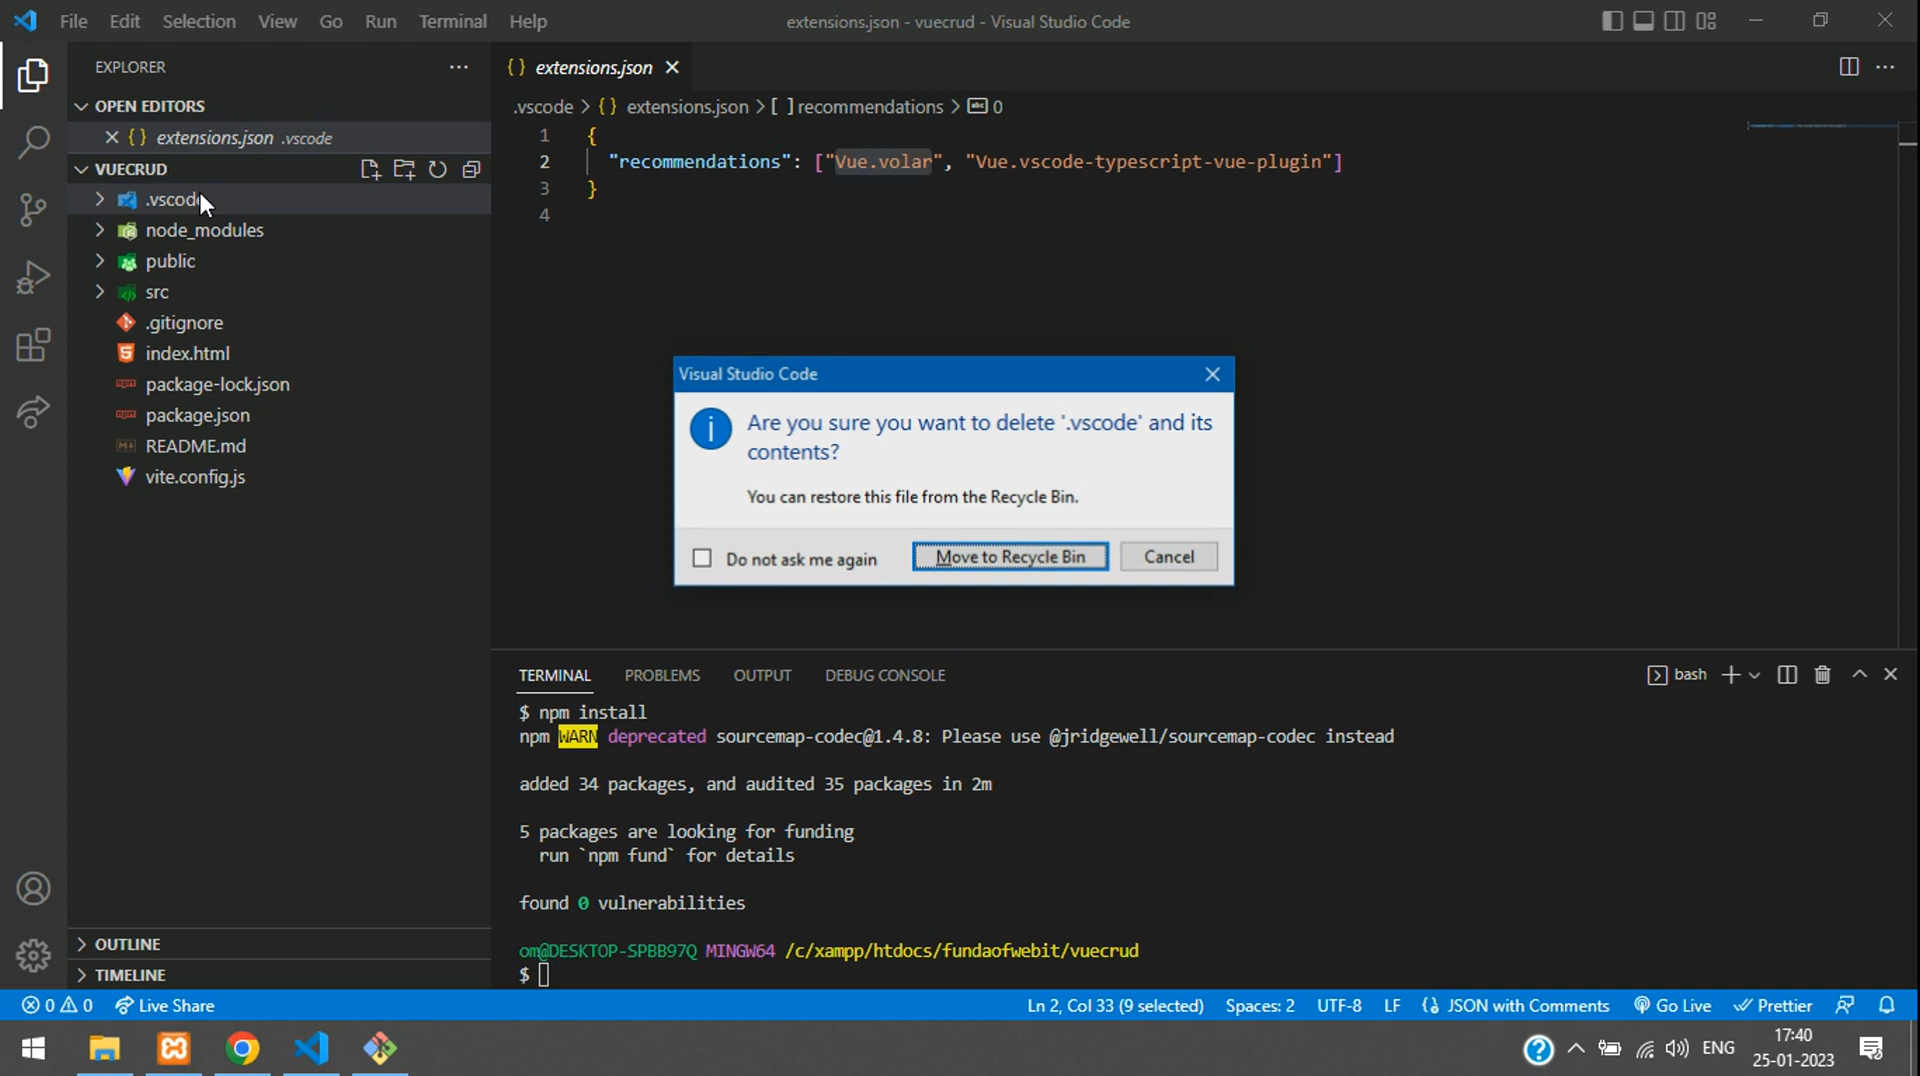 File Edit Selection View Go Run Terminal Help
extensions.json - vuecrud - Visual Studio Code
EXPLORER
OPEN EDITORS
extensions.json .vscode
VUECRUD
.vscode
node_modules
public
src
.gitignore
index.html
package-lock.json
package.json
README.md
vite.config.js
OUTLINE
TIMELINE
extensions.json
.vscode > {} extensions.json > [ ] recommendations > abc 0
1 {
2 "recommendations": ["Vue.volar", "Vue.vscode-typescript-vue-plugin"]
3 }
4
Visual Studio Code
Are you sure you want to delete '.vscode' and its
contents?
You can restore this file from the Recycle Bin.
Do not ask me again
Move to Recycle Bin
Cancel
TERMINAL PROBLEMS OUTPUT DEBUG CONSOLE
bash
$ npm install
npm WARN deprecated sourcemap-codec@1.4.8: Please use @jridgewell/sourcemap-codec instead
added 34 packages, and audited 35 packages in 2m
5 packages are looking for funding
run `npm fund` for details
found 0 vulnerabilities
om@DESKTOP-SPBB97Q MINGW64 /c/xampp/htdocs/fundaofwebit/vuecrud
$
0 0 Live Share
Ln 2, Col 33 (9 selected) Spaces: 2 UTF-8 LF {} JSON with Comments Go Live Prettier
ENG
17:40
25-01-2023